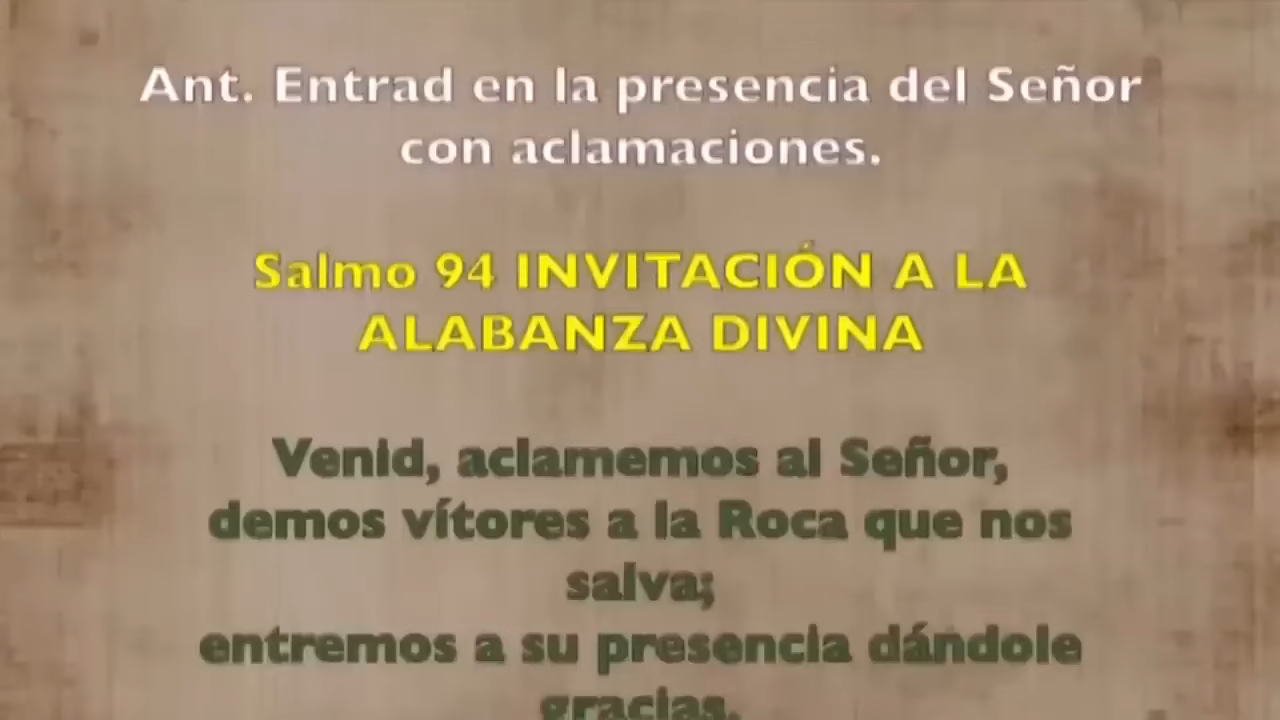 Ant. Entrad en la presencia del Señor
con aclamaciones.
Salmo 94 INVITACIÓN A LA
ALABANZA DIVINA
Venid, aclamemos al Señor,
demos vítores a la Roca que nos
salva;
entremos a su presencia dándole
gracias,